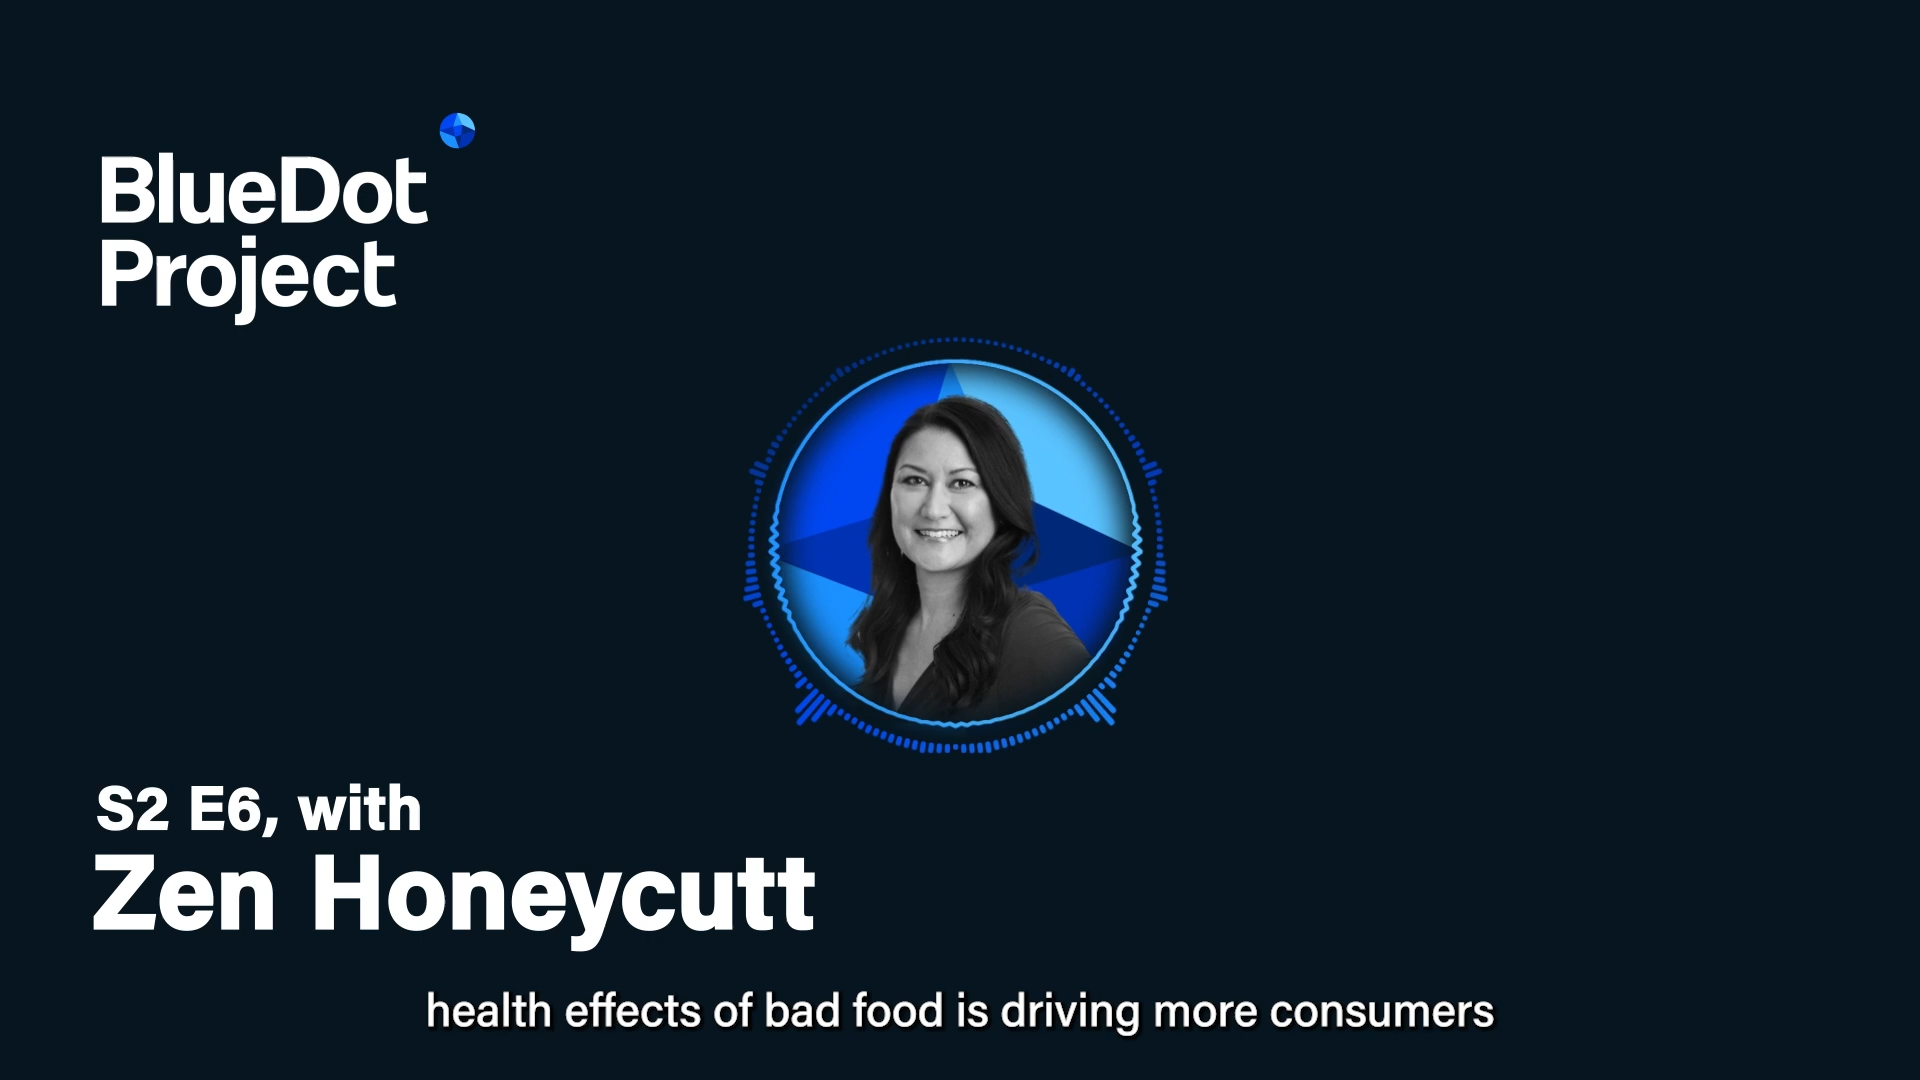 BlueDot
Project
S2 E6, with
Zen Honeycutt
health effects of bad food is driving more consumers